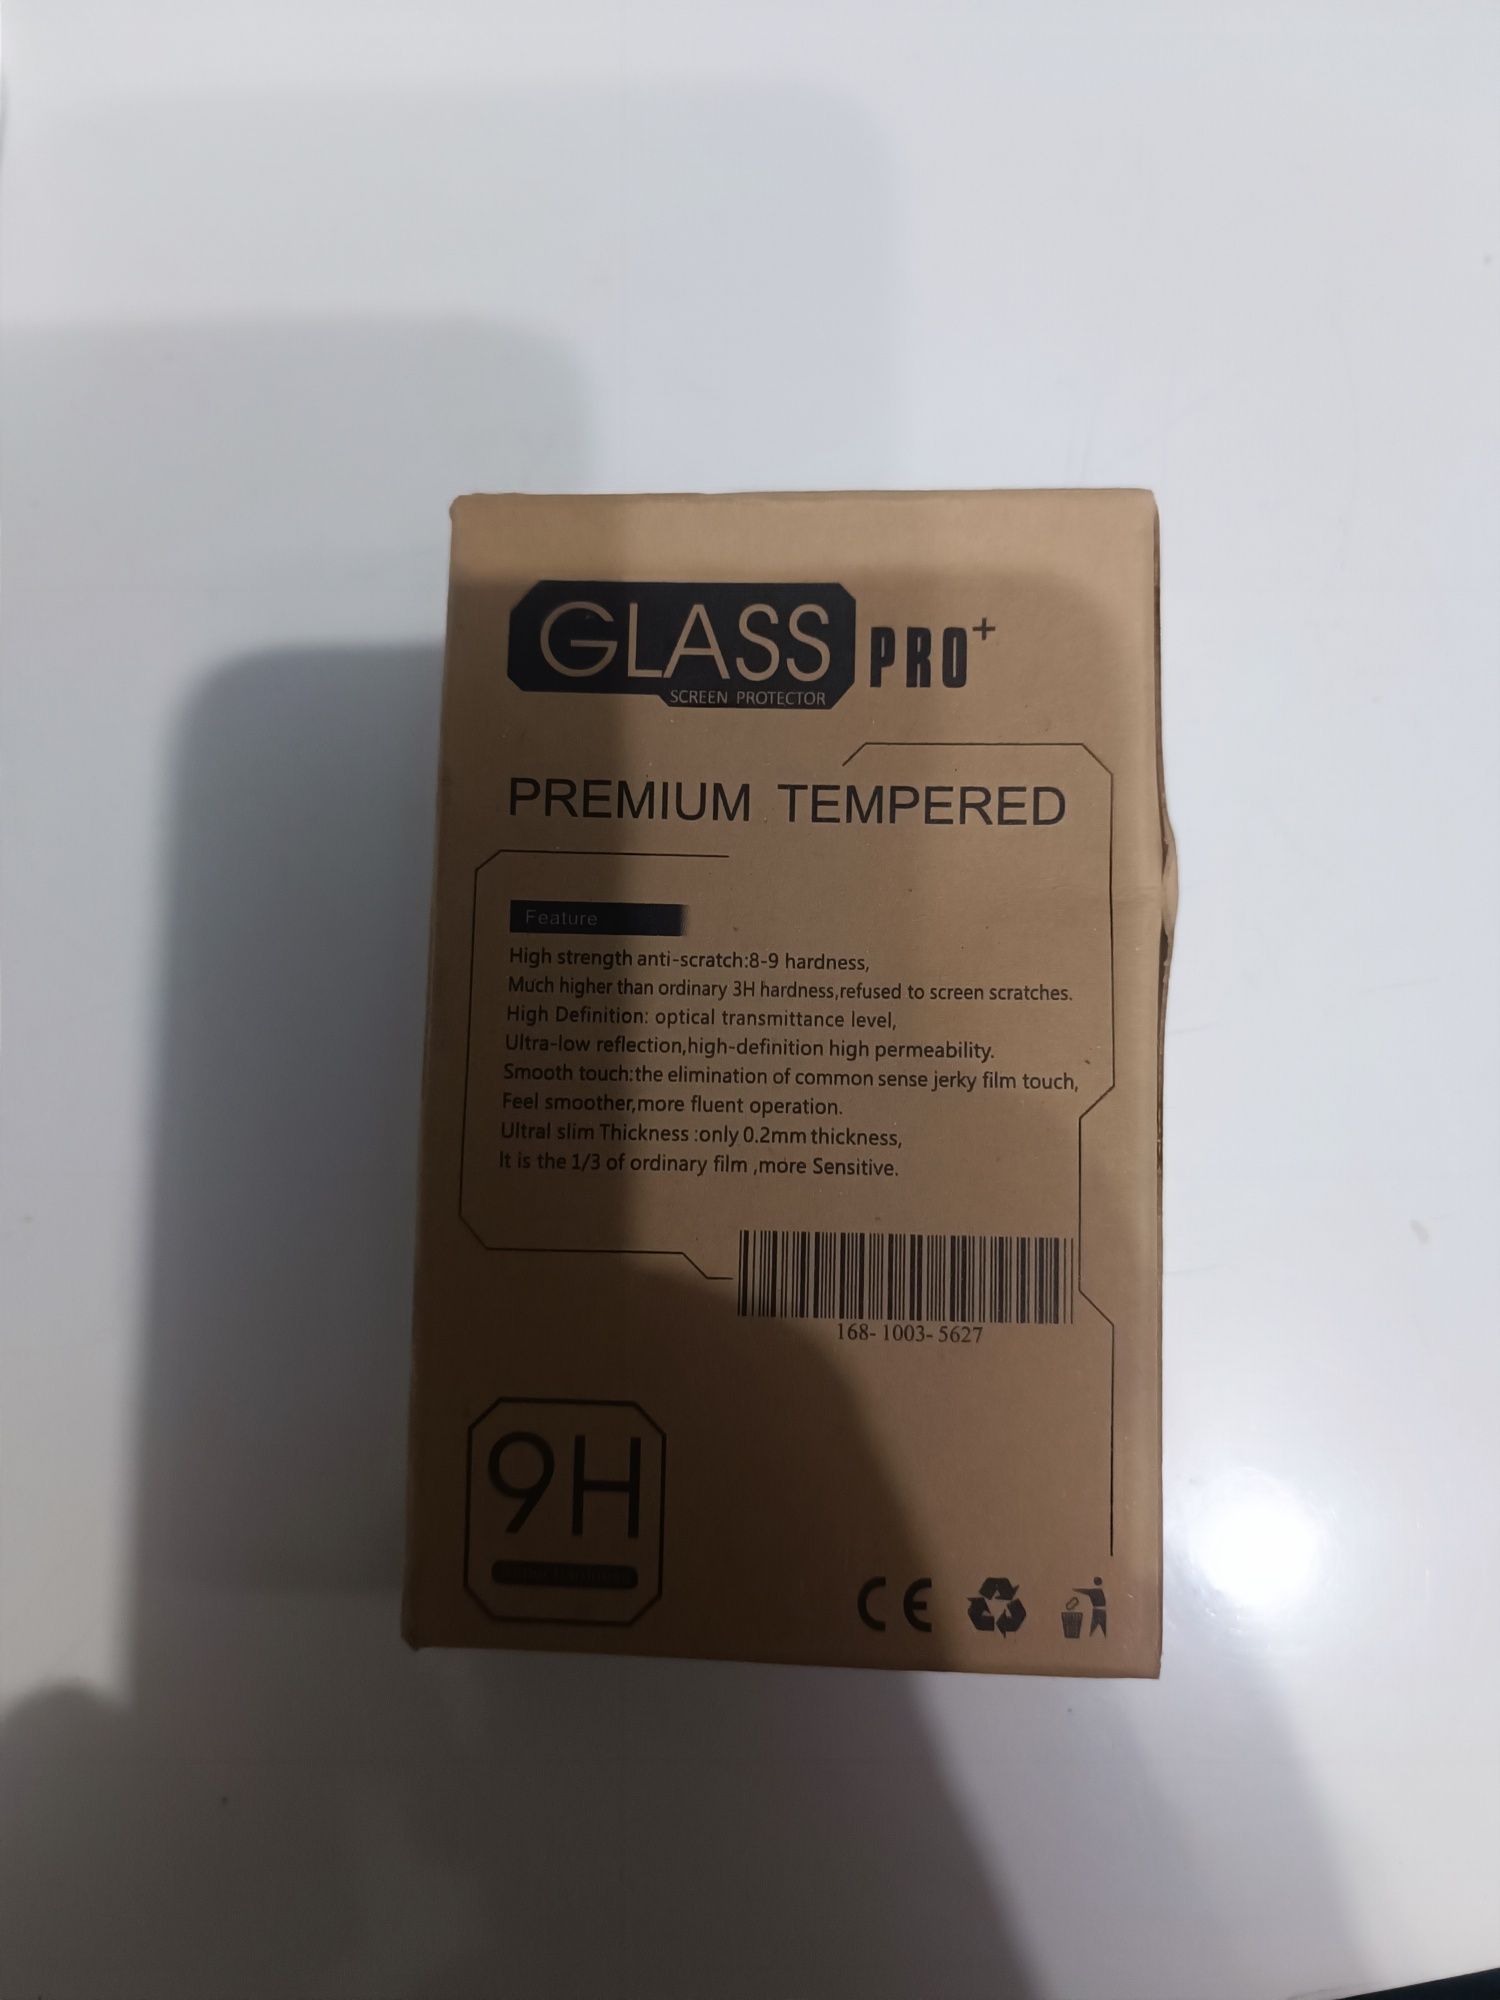 GLASS PRO+
SCREEN PROTECTOR
PREMIUM TEMPERED
Feature
High strength anti-scratch:8-9 hardness,
Much higher than ordinary 3H hardness,refused to screen scratches.
High Definition: optical transmittance level,
Ultra-low reflection,high-definition high permeability.
Smooth touch:the elimination of common sense jerky film touch,
Feel smoother,more fluent operation.
Ultral slim Thickness :only 0.2mm thickness,
It is the 1/3 of ordinary film ,more Sensitive.
168-1003-5627
9H
CE